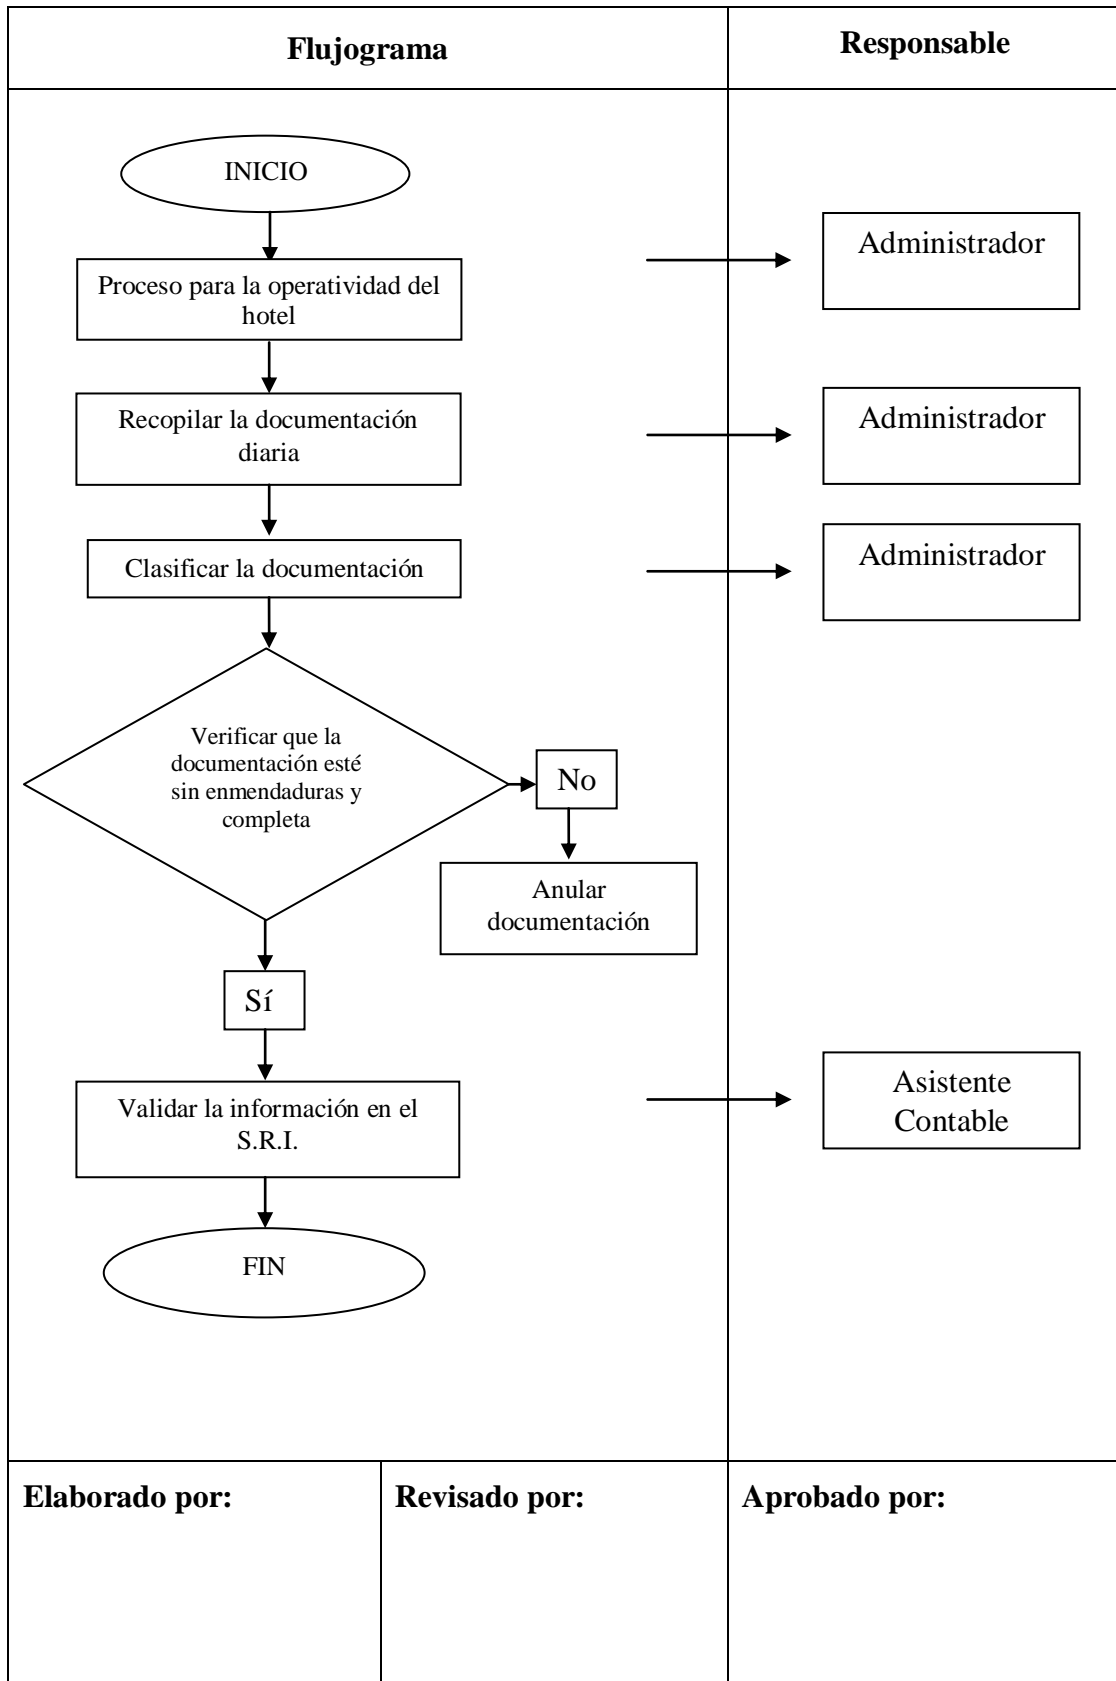 Flujograma
Responsable
INICIO
Proceso para la operatividad del
hotel
Administrador
Recopilar la documentación
diaria
Administrador
Clasificar la documentación
Administrador
Verificar que la
documentación esté
sin enmendaduras y
completa
No
Anular
documentación
Sí
Validar la información en el
S.R.I.
Asistente
Contable
FIN
Elaborado por:
Revisado por:
Aprobado por: